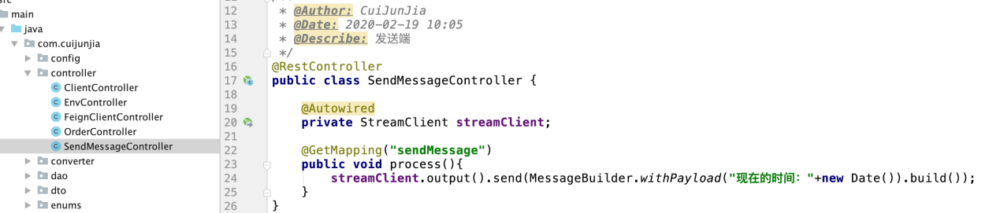 main
java
com.cuijunjia
config
controller
ClientController
EnvController
FeignClientController
OrderController
SendMessageController
converter
dao
dto
enums
12 * @Author: CuiJunJia
13 * @Date: 2020-02-19 10:05
14 * @Describe: 发送端
15 */
16 @RestController
17 public class SendMessageController {
18
19 @Autowired
20 private StreamClient streamClient;
21
22 @GetMapping("sendMessage")
23 public void process(){
24 streamClient.output().send(MessageBuilder.withPayload("现在的时间："+new Date()).build());
25 }
26 }